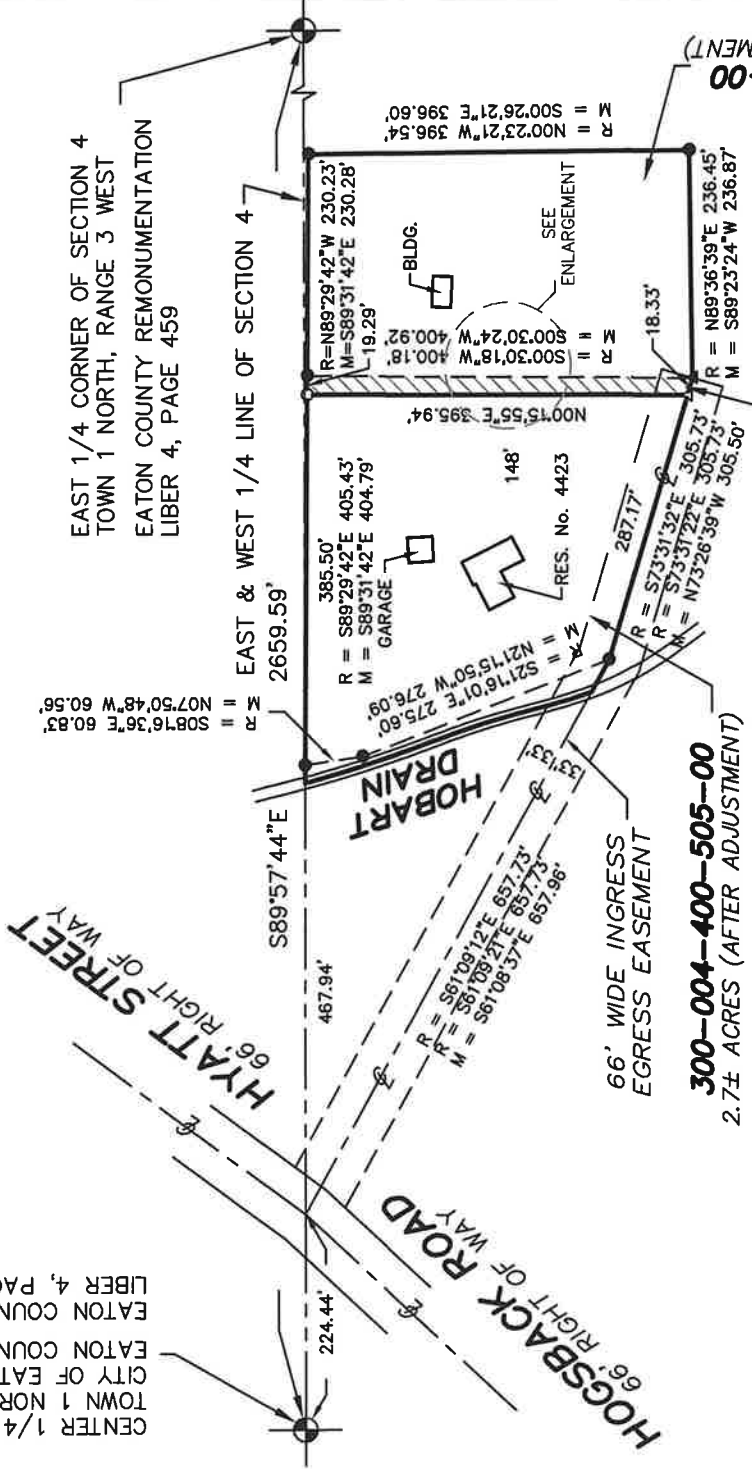 EAST 1/4 CORNER OF SECTION 4
TOWN 1 NORTH, RANGE 3 WEST
EATON COUNTY REMONUMENTATION
LIBER 4, PAGE 459
EAST & WEST 1/4 LINE OF SECTION 4
2659.59'
S89°57'44"E
467.94'
224.44'
CENTER 1/4
TOWN 1 NOR
CITY OF EAT
EATON COUN
EATON COUN
LIBER 4, PAG
HYATT STREET
66' RIGHT OF WAY
HOGSBACK ROAD
66' RIGHT OF WAY
R = S08°16'36"E 60.83'
M = N07°50'48"W 60.56'
385.50'
R = S89°29'42"E 405.43'
M = S89°31'42"E 404.79'
GARAGE
148'
RES. No. 4423
R = S21°16'01"E 275.60'
M = N21°15'50"W 276.09'
HOBART
DRAIN
R=N89°29'42"W 230.23'
M=S89°31'42"E 230.28'
19.29'
R = S00°30'18"W 400.18'
M = S00°30'24"W 400.92'
N00°15'55"E 395.94'
BLDG.
SEE
ENLARGEMENT
R = N00°23'21"W 396.54'
M = S00°26'21"E 396.60'
18.33'
R = N89°36'39"E 236.45'
M = S89°23'24"W 236.87'
287.17'
R = S73°31'32"E 305.73'
R = S73°31'22"E 305.73'
M = N73°26'39"W 305.50'
33'
33'
R = S61°09'12"E 657.73'
R = S61°09'21"E 657.73'
M = S61°08'37"E 657.96'
66' WIDE INGRESS
EGRESS EASEMENT
300-004-400-505-00
2.7± ACRES (AFTER ADJUSTMENT)
00
MENT)